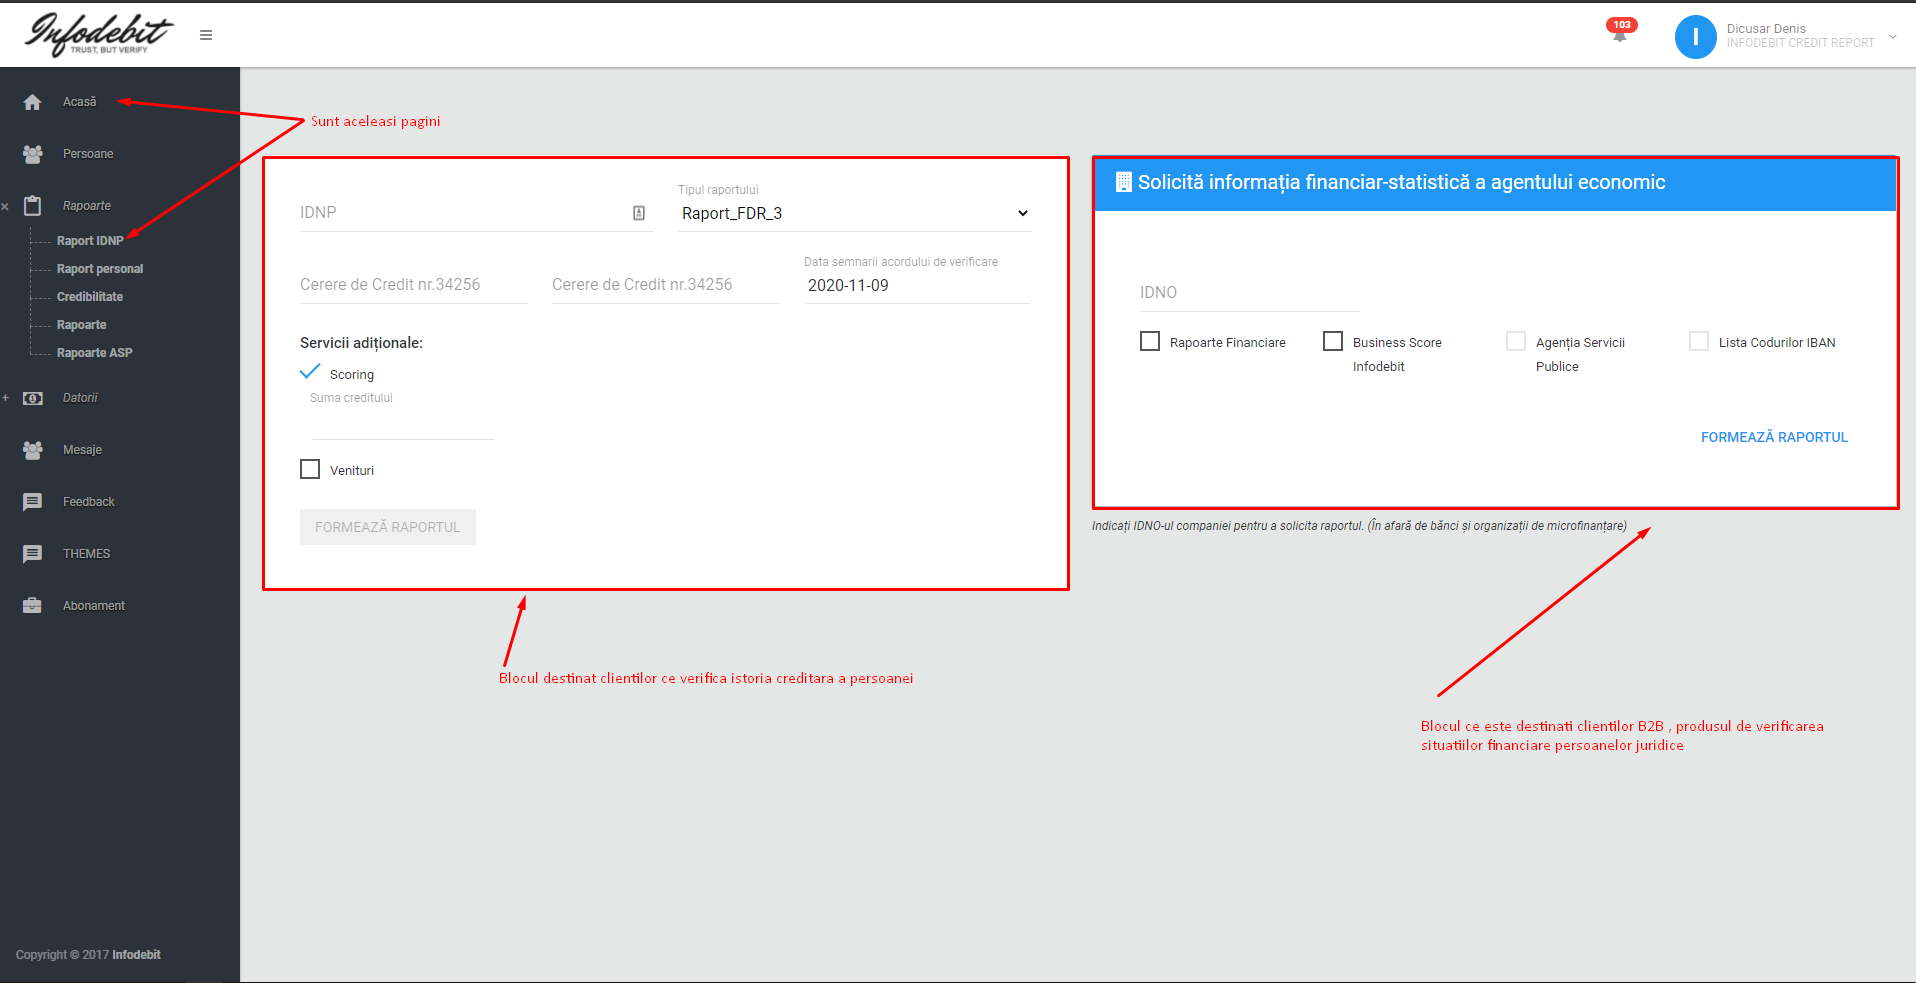 Infodebit
TRUST, BUT VERIFY
103
I
Dicusar Denis
INFODEBIT CREDIT REPORT
Acasă
Persoane
Rapoarte
Raport IDNP
Raport personal
Credibilitate
Rapoarte
Rapoarte ASP
Datorii
Mesaje
Feedback
THEMES
Abonament
Copyright © 2017 Infodebit
Sunt aceleasi pagini
IDNP
Tipul raportului
Raport_FDR_3
Cerere de Credit nr.34256
Cerere de Credit nr.34256
Data semnarii acordului de verificare
2020-11-09
Servicii adiționale:
Scoring
Suma creditului
Venituri
FORMEAZĂ RAPORTUL
Blocul destinat clientilor ce verifica istoria creditara a persoanei
Solicită informația financiar-statistică a agentului economic
IDNO
Rapoarte Financiare
Business Score
Infodebit
Agenția Servicii
Publice
Lista Codurilor IBAN
FORMEAZĂ RAPORTUL
Indicați IDNO-ul companiei pentru a solicita raportul. (În afară de bănci și organizații de microfinanțare)
Blocul ce este destinati clientilor B2B , produsul de verificarea
situatiilor financiare persoanelor juridice